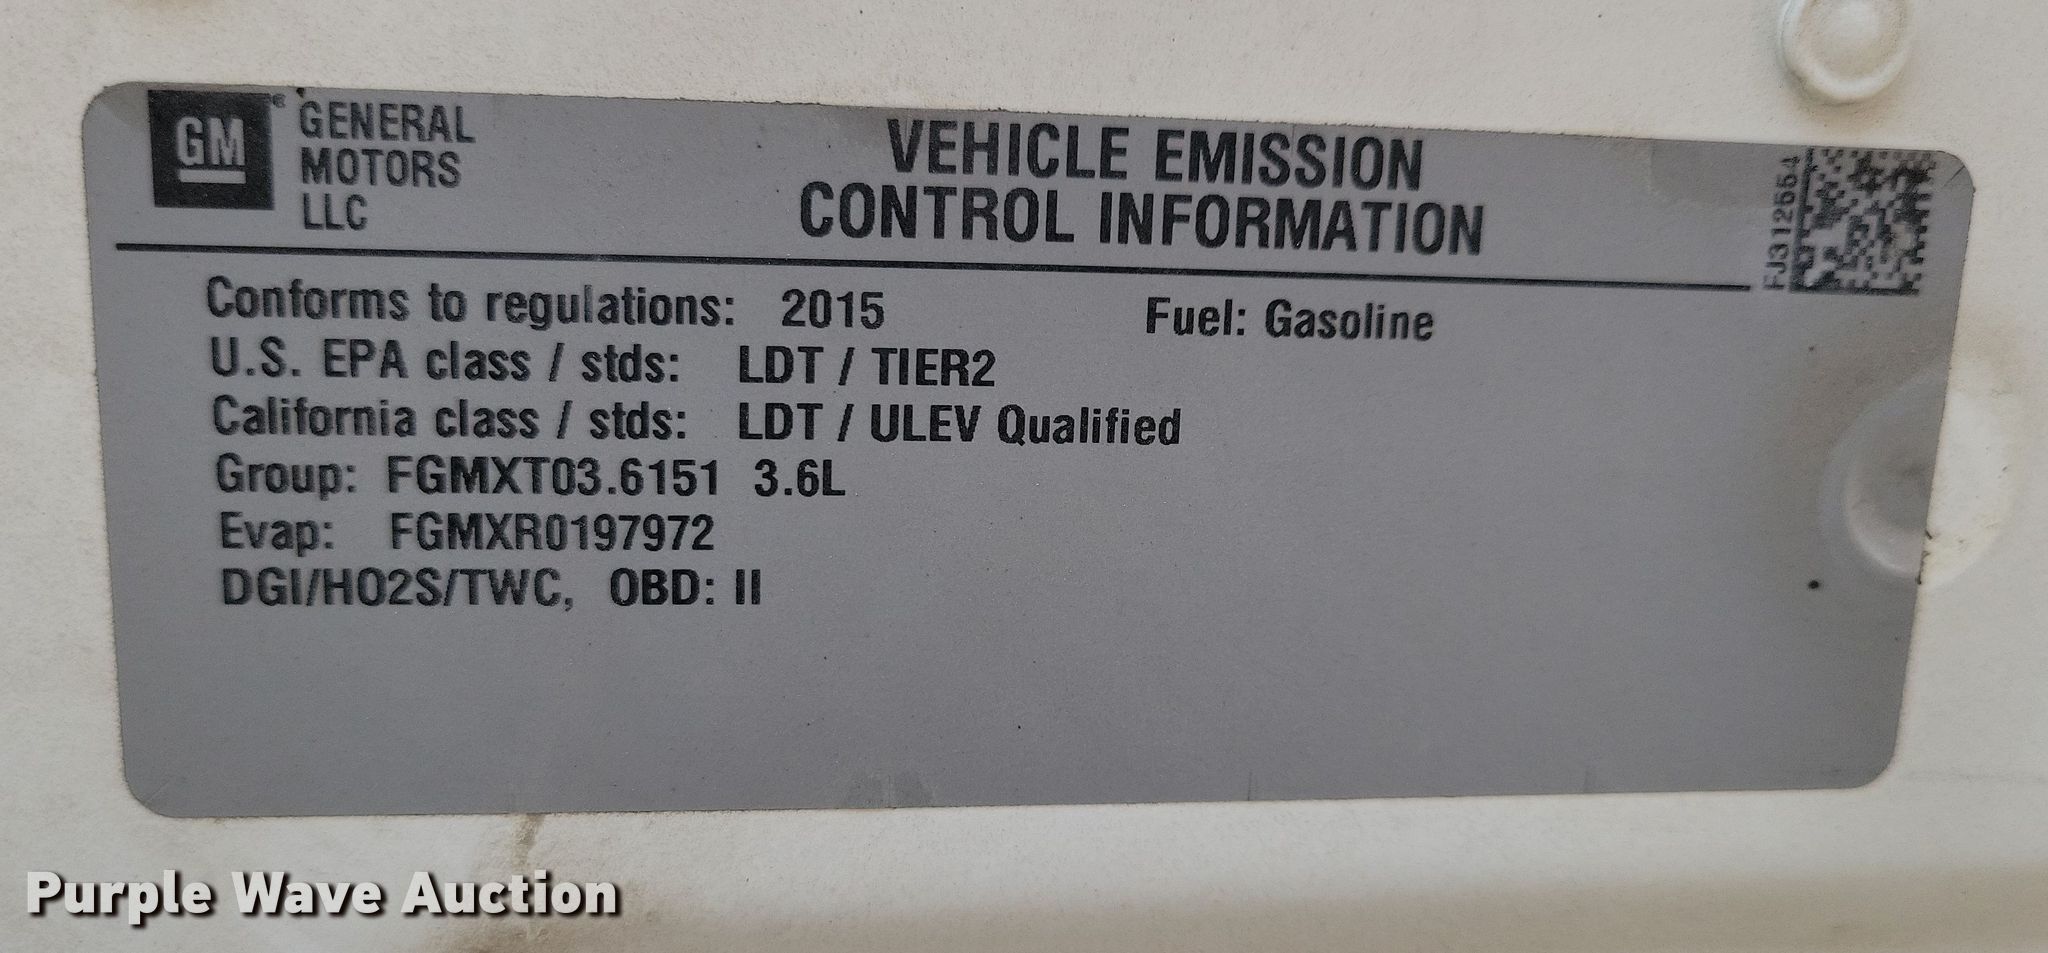 GM ® GENERAL
MOTORS
LLC
VEHICLE EMISSION
CONTROL INFORMATION
FJ312654
Conforms to regulations: 2015 Fuel: Gasoline
U.S. EPA class / stds: LDT / TIER2
California class / stds: LDT / ULEV Qualified
Group: FGMXT03.6151 3.6L
Evap: FGMXR0197972
DGI/HO2S/TWC, OBD: II
Purple Wave Auction